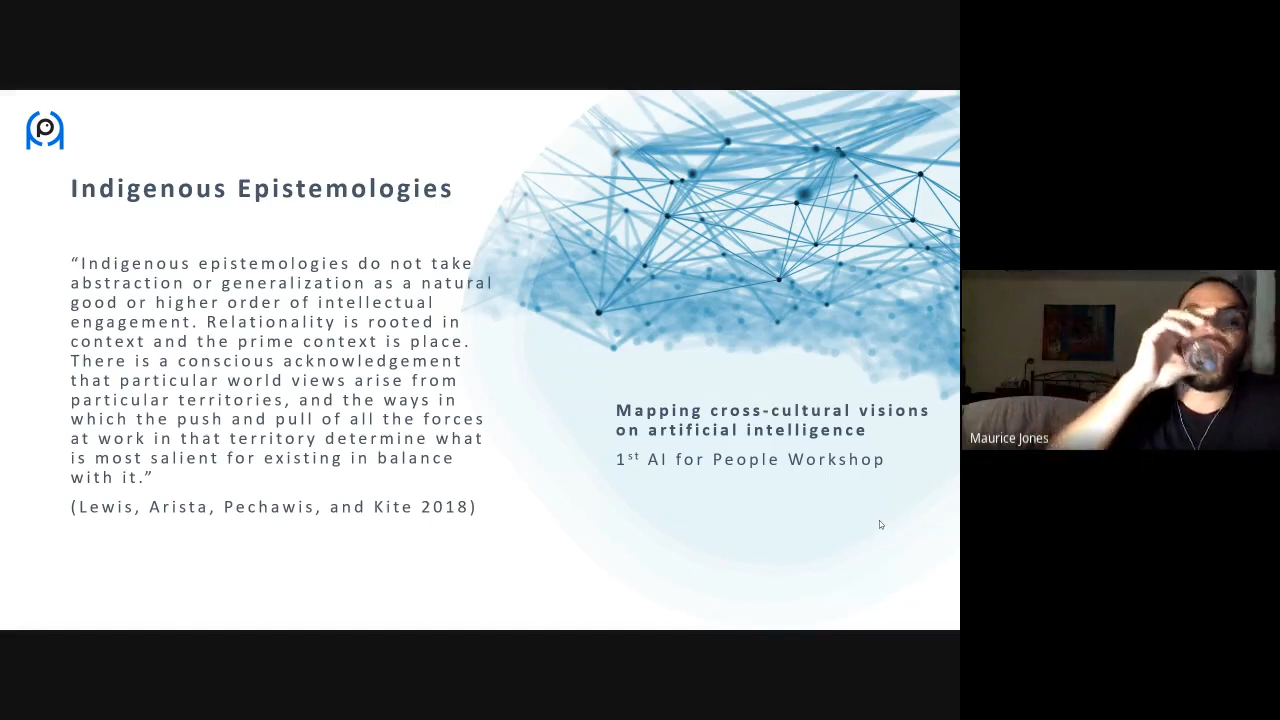 Indigenous Epistemologies
“Indigenous epistemologies do not take
abstraction or generalization as a natural
good or higher order of intellectual
engagement. Relationality is rooted in
context and the prime context is place.
There is a conscious acknowledgement
that particular world views arise from
particular territories, and the ways in
which the push and pull of all the forces
at work in that territory determine what
is most salient for existing in balance
with it.”
(Lewis, Arista, Pechawis, and Kite 2018)
Mapping cross-cultural visions
on artificial intelligence
1st AI for People Workshop
Maurice Jones